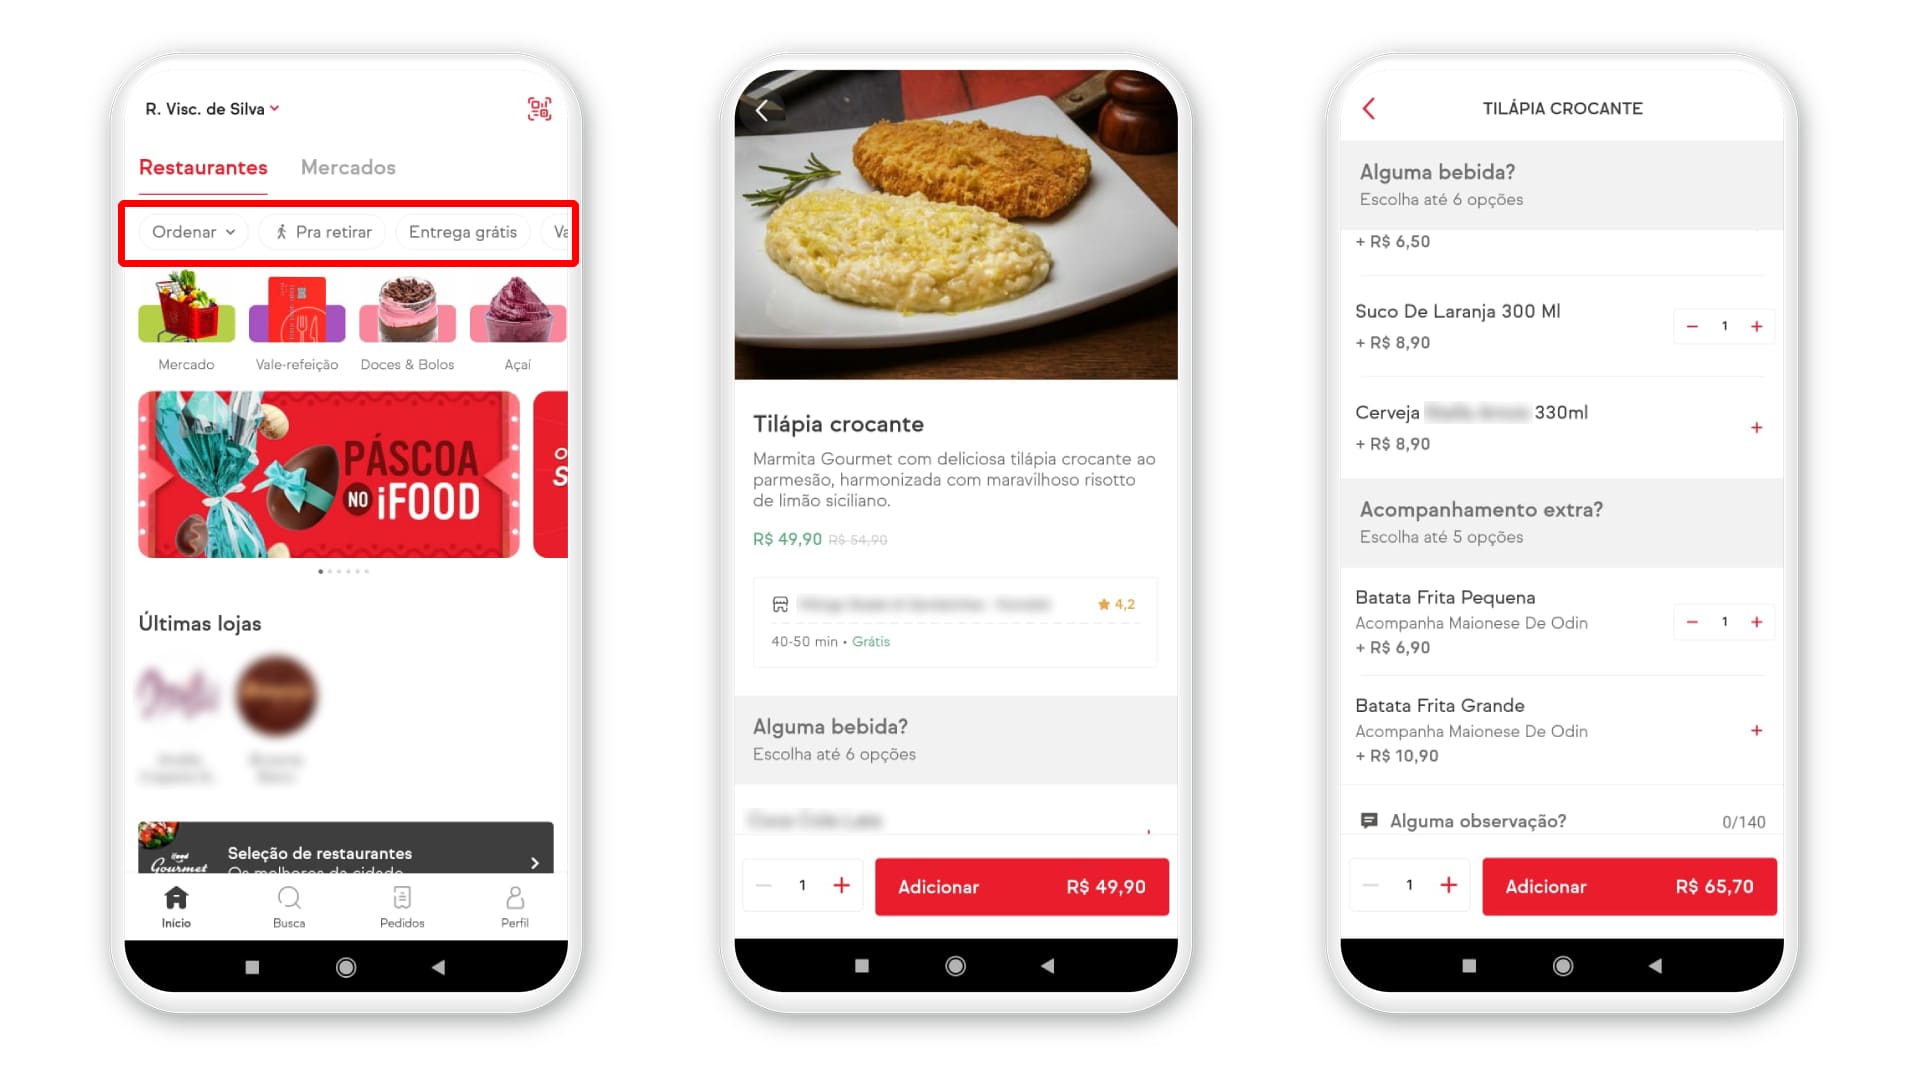 R. Visc. de Silva
Restaurantes
Mercados
Ordenar
Pra retirar
Entrega grátis
Va
Mercado
Vale-refeição
Doces & Bolos
Açaí
PÁSCOA
NO iFOOD
O
S
Últimas lojas
ifood
Gourmet
Seleção de restaurantes
Os melhores da cidade
Início
Busca
Pedidos
Perfil
Tilápia crocante
Marmita Gourmet com deliciosa tilápia crocante ao
parmesão, harmonizada com maravilhoso risotto
de limão siciliano.
R$ 49,90 R$ 54,90
4,2
40-50 min • Grátis
Alguma bebida?
Escolha até 6 opções
1
Adicionar
R$ 49,90
TILÁPIA CROCANTE
Alguma bebida?
Escolha até 6 opções
+ R$ 6,50
Suco De Laranja 300 Ml
+ R$ 8,90
1
Cerveja 330ml
+ R$ 8,90
Acompanhamento extra?
Escolha até 5 opções
Batata Frita Pequena
Acompanha Maionese De Odin
+ R$ 6,90
1
Batata Frita Grande
Acompanha Maionese De Odin
+ R$ 10,90
Alguma observação?
0/140
1
Adicionar
R$ 65,70